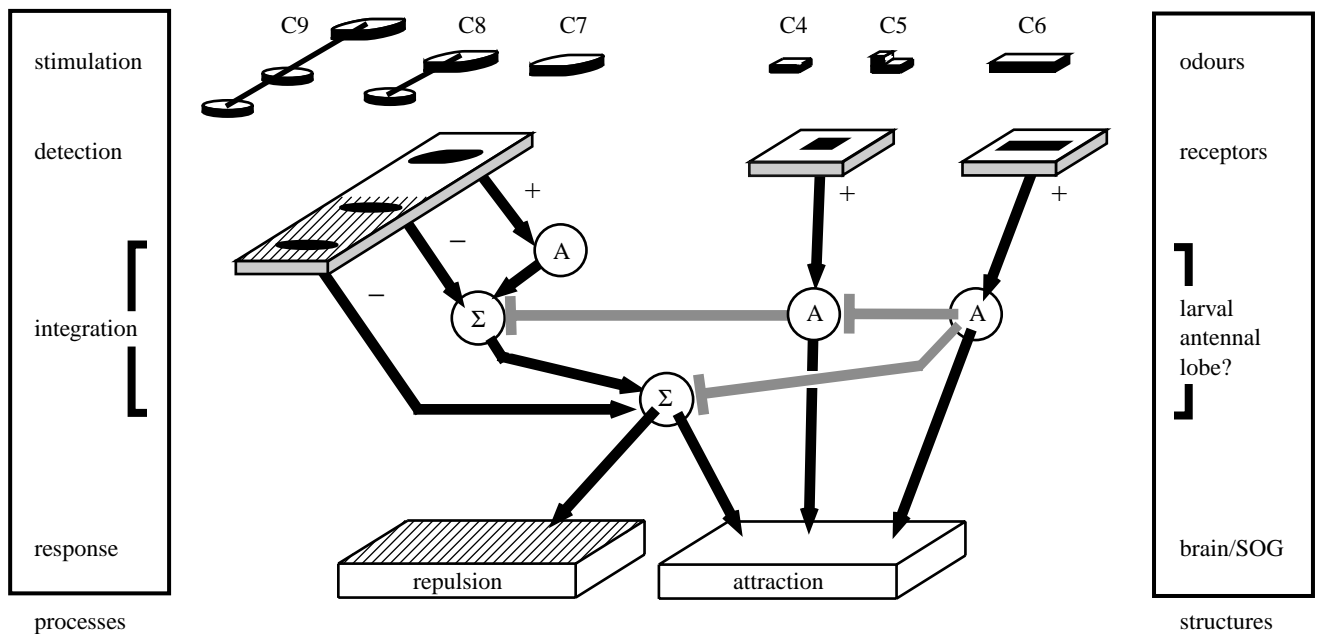 C9
C8
C7
C4
C5
C6
stimulation
odours
detection
receptors
+
+
+
−
A
−
integration
Σ
A
A
larval
antennal
lobe?
Σ
response
brain/SOG
repulsion
attraction
processes
structures